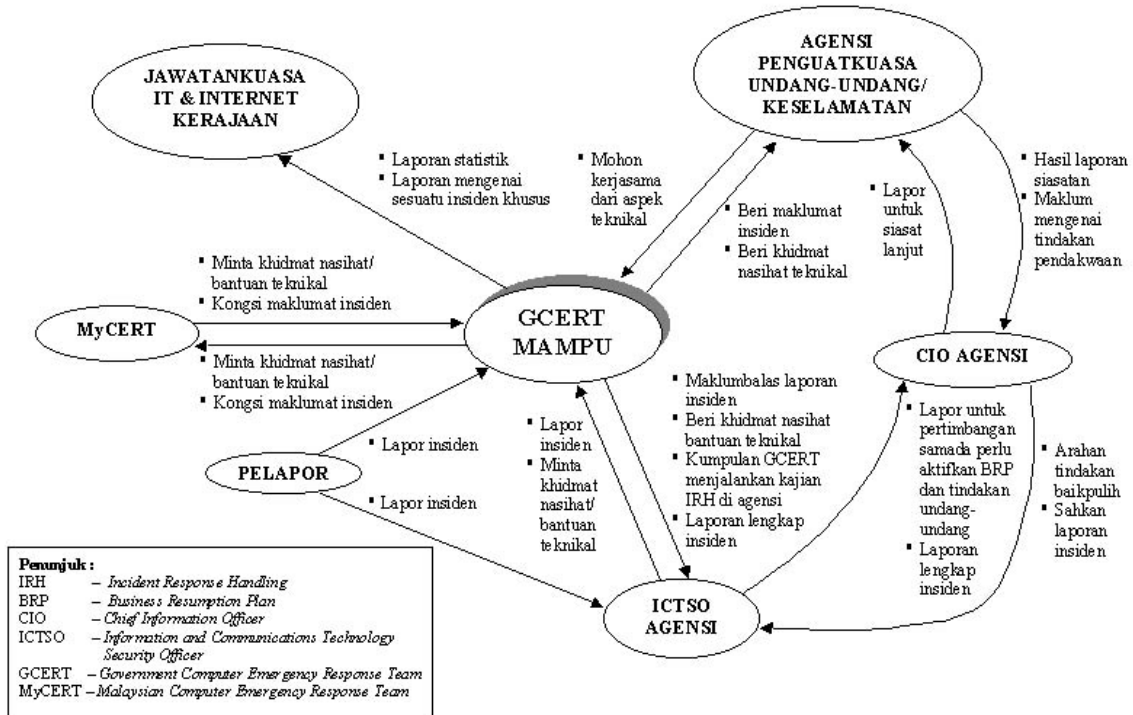 JAWATANKUASA
IT & INTERNET
KERAJAAN
AGENSI
PENGUATKUASA
UNDANG-UNDANG/
KESELAMATAN
▪ Laporan statistik
▪ Laporan mengenai
sesuatu insiden khusus
▪ Mohon
kerjasama
dari aspek
teknikal
▪ Beri maklumat
insiden
▪ Beri khidmat
nasihat teknikal
▪ Lapor
untuk
siasat
lanjut
▪ Hasil laporan
siasatan
▪ Maklum
mengenai
tindakan
pendakwaan
▪ Minta khidmat nasihat/
bantuan teknikal
▪ Kongsi maklumat insiden
MyCERT
GCERT
MAMPU
CIO AGENSI
▪ Minta khidmat nasihat/
bantuan teknikal
▪ Kongsi maklumat insiden
▪ Lapor insiden
PELAPOR
▪ Lapor insiden
▪ Lapor
insiden
▪ Minta
khidmat
nasihat/
bantuan
teknikal
▪ Maklumbalas laporan
insiden
▪ Beri khidmat nasihat
bantuan teknikal
▪ Kumpulan GCERT
menjalankan kajian
IRH di agensi
▪ Laporan lengkap
insiden
▪ Lapor untuk
pertimbangan
samada perlu
aktifkan BRP
dan tindakan
undang-
undang
▪ Laporan
lengkap
insiden
▪ Arahan
tindakan
baikpulih
▪ Sahkan
laporan
insiden
ICTSO
AGENSI
Penunjuk :
IRH – Incident Response Handling
BRP – Business Resumption Plan
CIO – Chief Information Officer
ICTSO – Information and Communications Technology
Security Officer
GCERT – Government Computer Emergency Response Team
MyCERT – Malaysian Computer Emergency Response Team